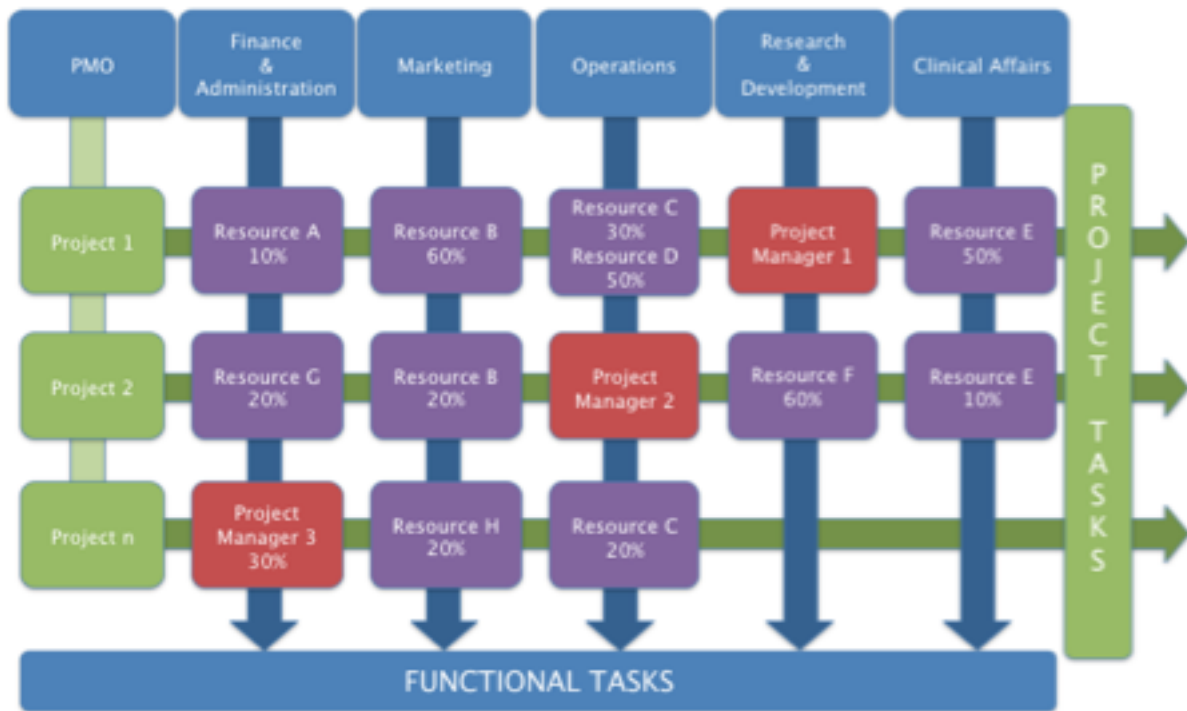 PMO
Finance
&
Administration
Marketing
Operations
Research
&
Development
Clinical Affairs
Project 1
Resource A
10%
Resource B
60%
Resource C
30%
Resource D
50%
Project
Manager 1
Resource E
50%
Project 2
Resource G
20%
Resource B
20%
Project
Manager 2
Resource F
60%
Resource E
10%
Project n
Project
Manager 3
30%
Resource H
20%
Resource C
20%
PROJECT TASKS
FUNCTIONAL TASKS